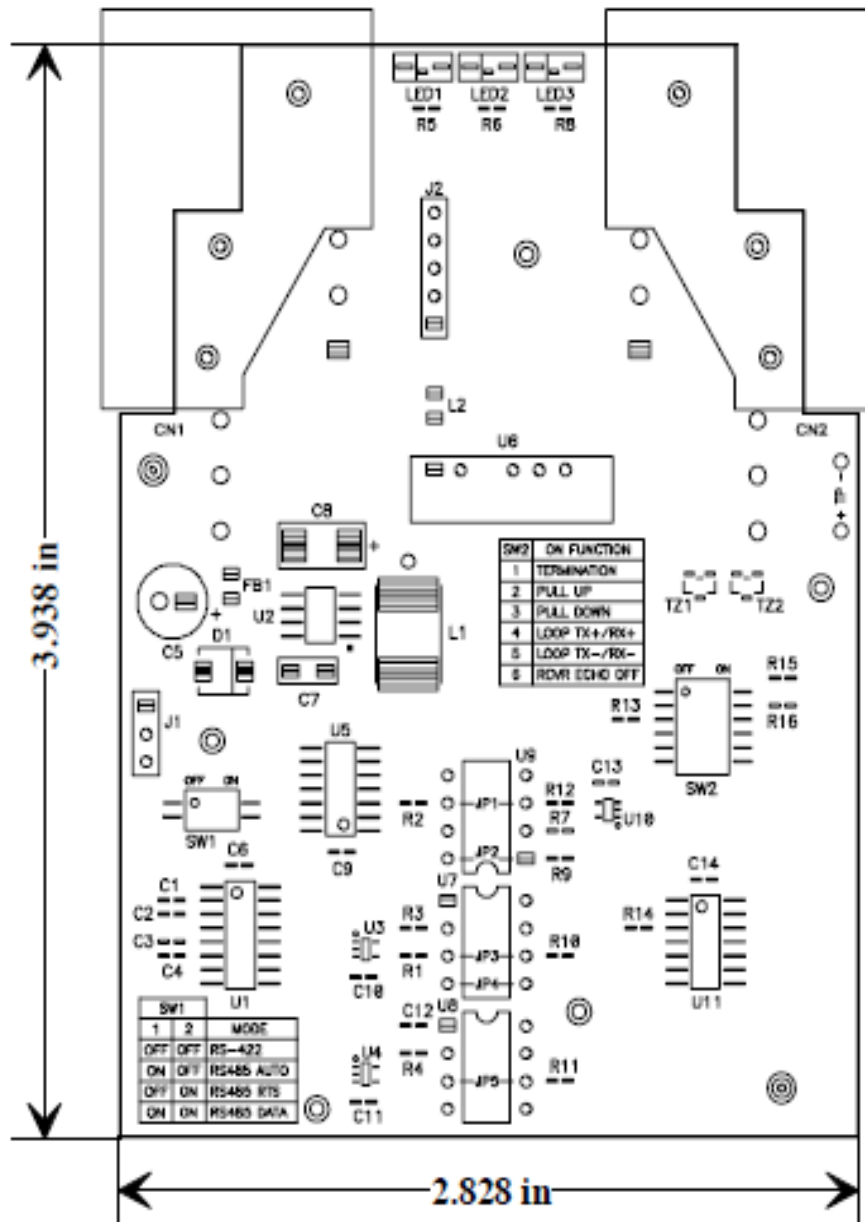 LED1 LED2 LED3
R5 R6 R8
J2
L2
CN1
CN2
U6
- TP +
C8
+
FB1
U2
C5
+
D1
L1
C7
SW2 ON FUNCTION
1 TERMINATION
2 PULL UP
3 PULL DOWN
4 LOOP TX+/RX+
5 LOOP TX-/RX-
6 RCVR ECHO OFF
TZ1 TZ2
3.938 in
J1
U5
U9
R13
OFF ON
R15
R16
SW2
OFF ON
SW1
R2
JP1
R12
C13
R7
U10
JP2
R9
C6
C9
C1
C2
C3
C4
U1
U7
R3
U3
R1
C10
JP3
JP4
R10
C14
R14
U11
SW1
1 2 MODE
OFF OFF RS-422
ON OFF RS485 AUTO
OFF ON RS485 RTS
ON ON RS485 DATA
U8
C12
U4
R4
C11
JP5
R11
2.828 in